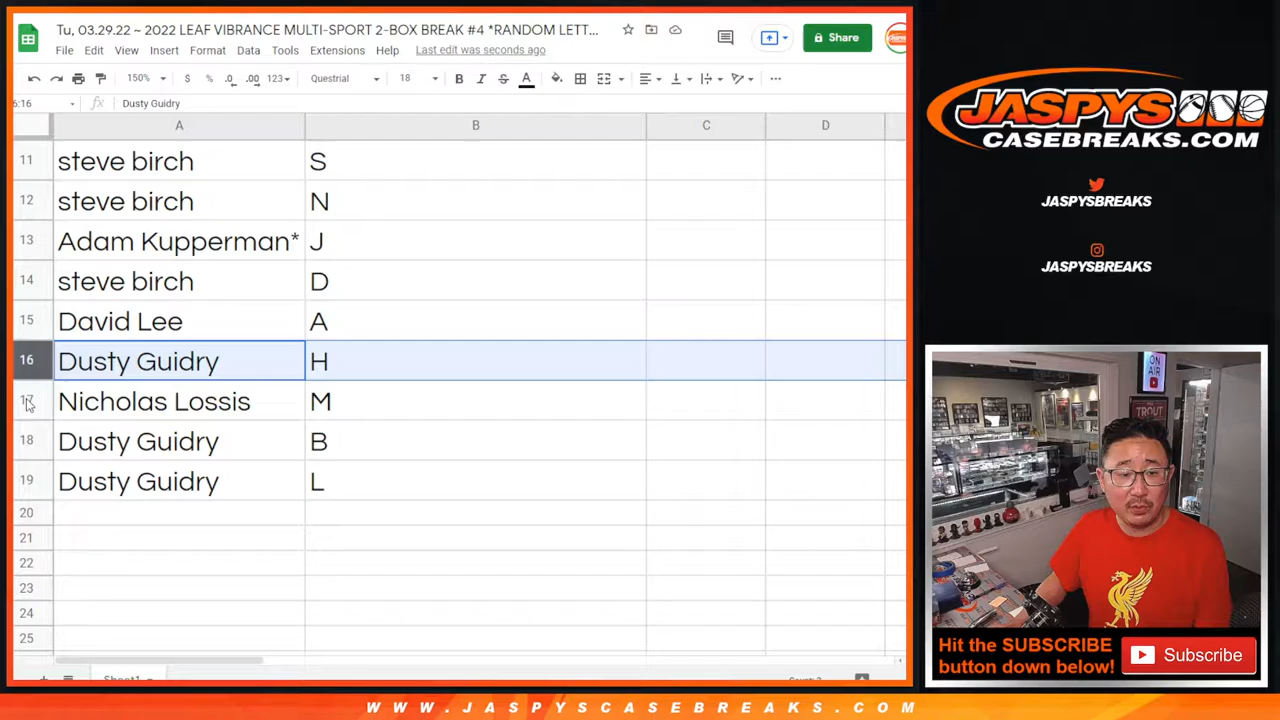 Tu, 03.29.22 ~ 2022 LEAF VIBRANCE MULTI-SPORT 2-BOX BREAK #4 *RANDOM LETT...
File Edit View Insert Format Data Tools Extensions Help Last edit was seconds ago
Share
150% $ % .0 .00 123 Questrial 18 B I S A
:16 fx Dusty Guidry
A B C D
11 steve birch S
12 steve birch N
13 Adam Kupperman* J
14 steve birch D
15 David Lee A
16 Dusty Guidry H
Nicholas Lossis M
18 Dusty Guidry B
19 Dusty Guidry L
20
21
22
23
24
25
Sheet1
JASPYS
CASEBREAKS.COM
JASPYSBREAKS
JASPYSBREAKS
ON
AIR
TROUT
Hit the SUBSCRIBE
button down below!
Subscribe
WWW.JASPYSCASEBREAKS.COM